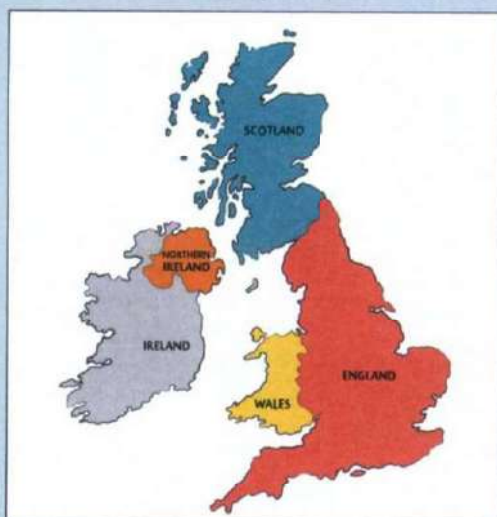 SCOTLAND
NORTHERN
IRELAND
IRELAND
WALES
ENGLAND